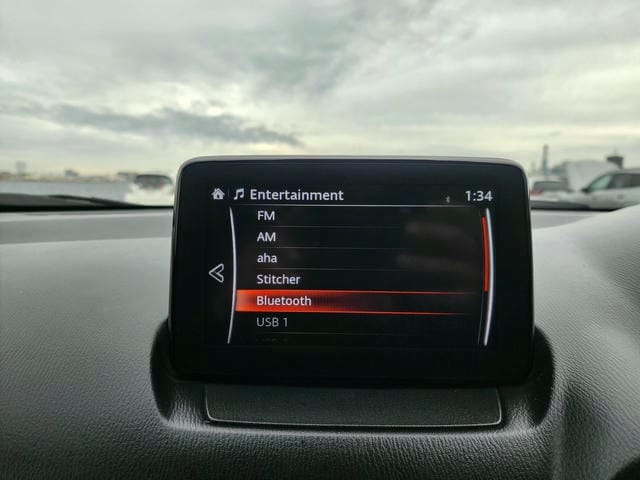 Entertainment 1:34
FM
AM
aha
Stitcher
Bluetooth
USB 1